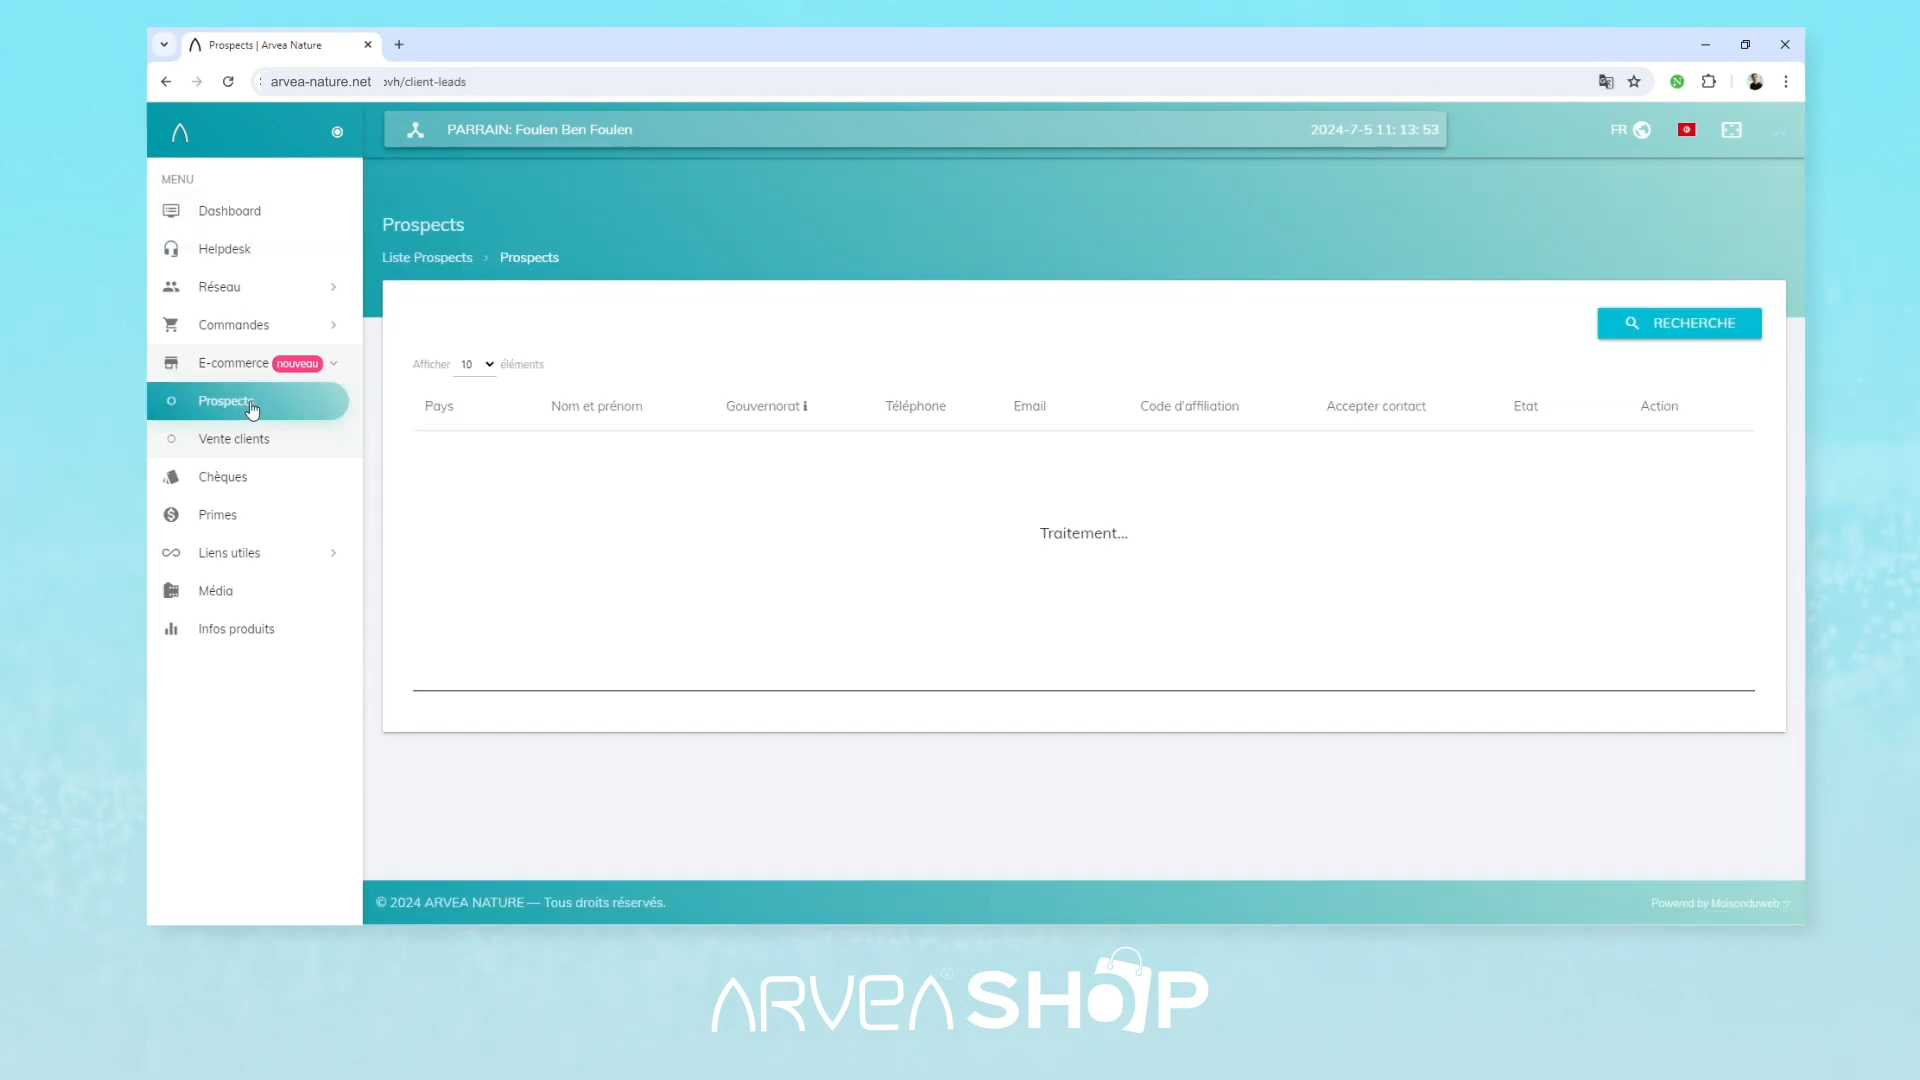 Prospects | Arvea Nature
arvea-nature.net
ovh/client-leads
PARRAIN: Foulen Ben Foulen
2024-7-5 11: 13: 53
FR
MENU
Dashboard
Helpdesk
Réseau
Commandes
E-commerce nouveau
Prospects
Vente clients
Chèques
Primes
Liens utiles
Média
Infos produits
Prospects
Liste Prospects > Prospects
RECHERCHE
Afficher 10 éléments
Pays Nom et prénom Gouvernorat i Téléphone Email Code d'affiliation Accepter contact Etat Action
Traitement...
© 2024 ARVEA NATURE — Tous droits réservés.
Powered by Maisonduweb ツ
ARVEA® SHOP